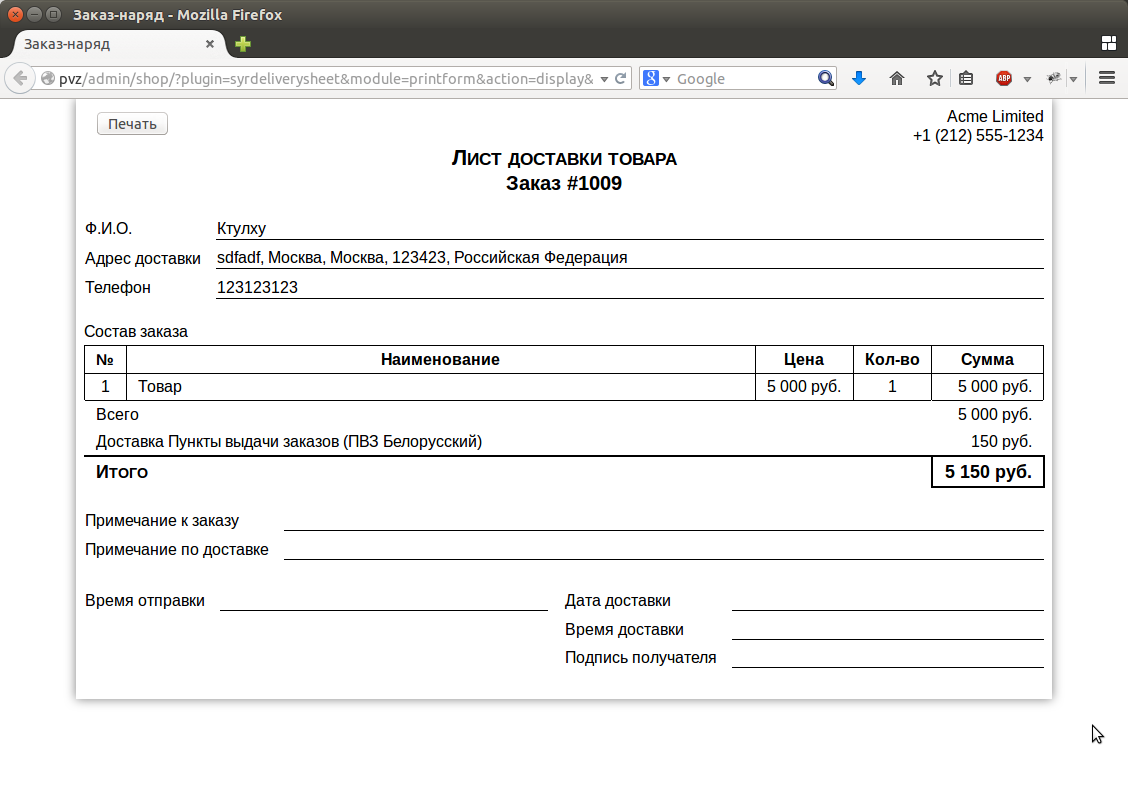 Заказ-наряд - Mozilla Firefox
Заказ-наряд
pvz/admin/shop/?plugin=syrdeliverysheet&module=printform&action=display&
Google
ABP
Печать
Acme Limited
+1 (212) 555-1234
Лист доставки товара
Заказ #1009
Ф.И.О. Ктулху
Адрес доставки sdfadf, Москва, Москва, 123423, Российская Федерация
Телефон 123123123
Состав заказа
№ Наименование Цена Кол-во Сумма
1 Товар 5 000 руб. 1 5 000 руб.
Всего 5 000 руб.
Доставка Пункты выдачи заказов (ПВЗ Белорусский) 150 руб.
Итого 5 150 руб.
Примечание к заказу
Примечание по доставке
Время отправки Дата доставки
Время доставки
Подпись получателя